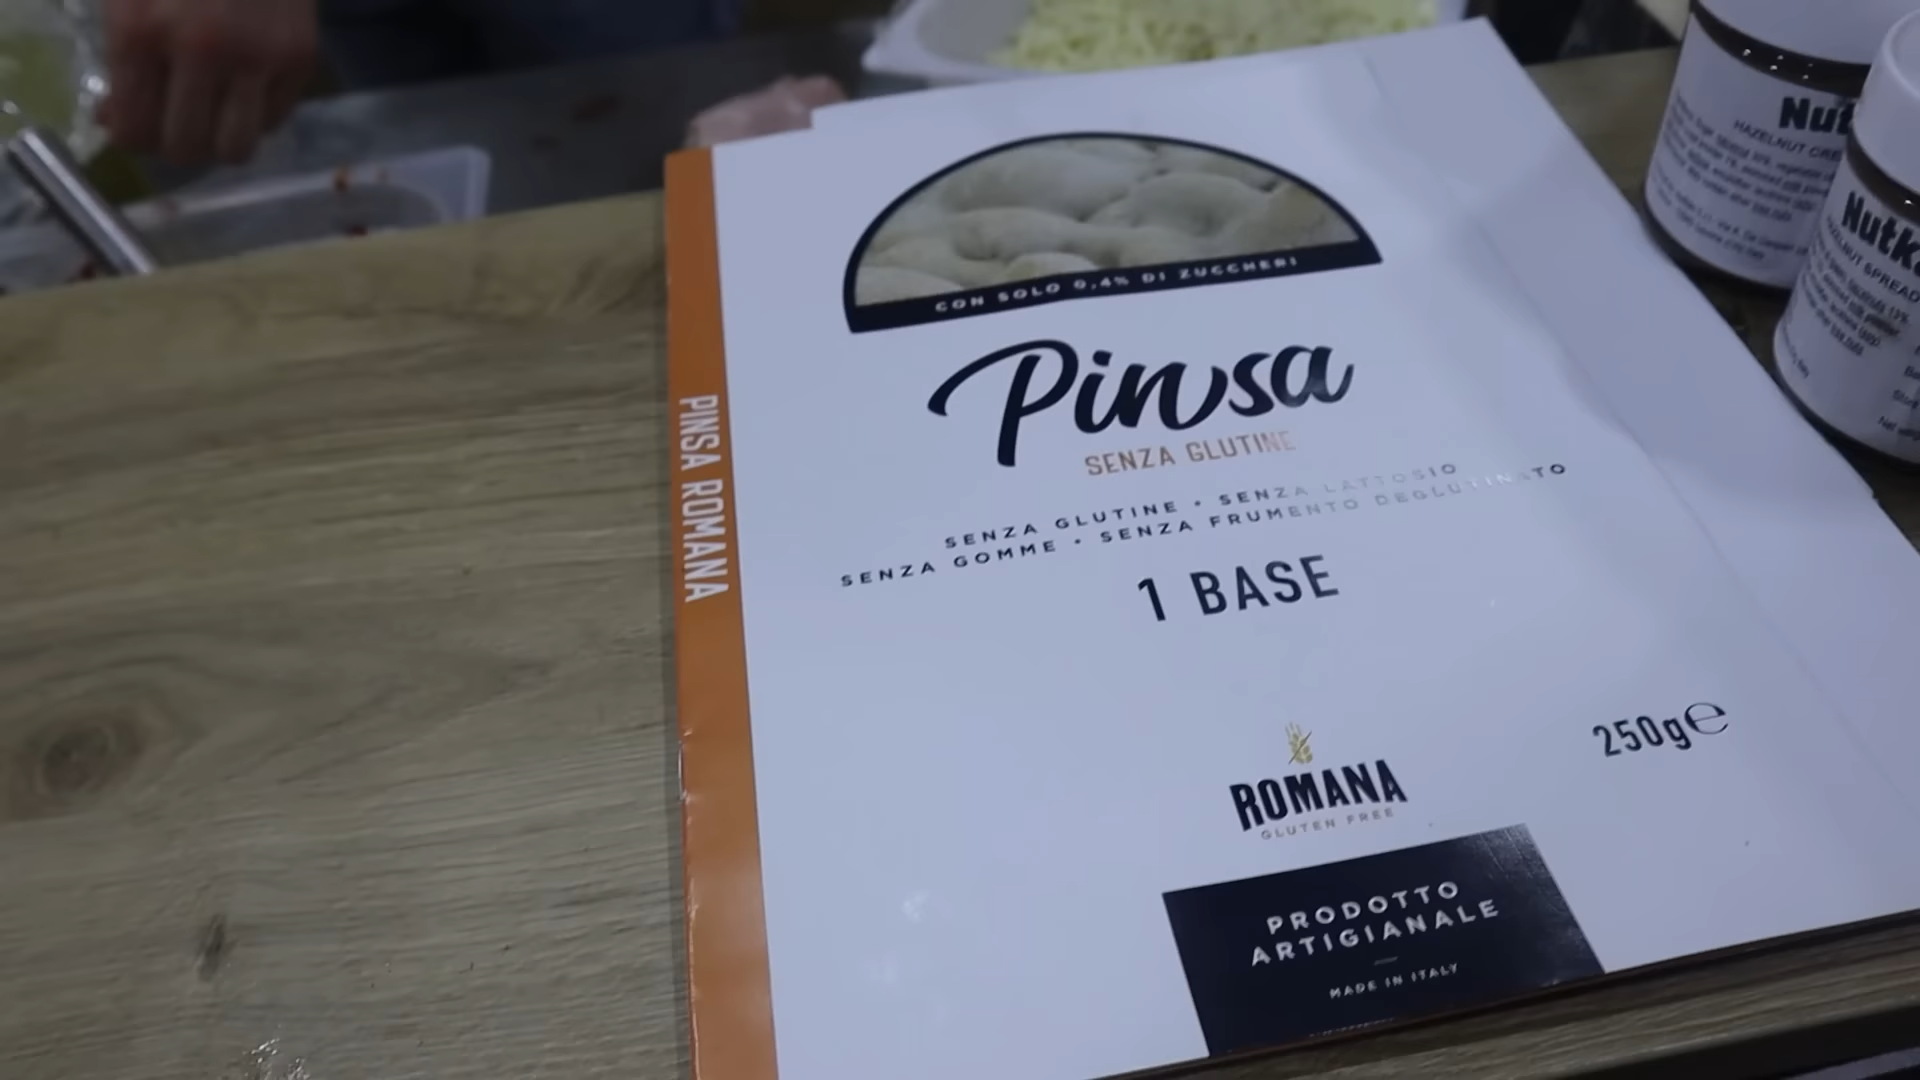 CON SOLO 0,4% DI ZUCCHERI
Pinsa
SENZA GLUTINE
SENZA GLUTINE • SENZA LATTOSIO
SENZA GOMME • SENZA FRUMENTO DEGLUTINATO
1 BASE
250g℮
ROMANA
GLUTEN FREE
PRODOTTO
ARTIGIANALE
MADE IN ITALY
PINSA ROMANA
Nut
HAZELNUT CRE
Nutk
HAZELNUT SPREAD